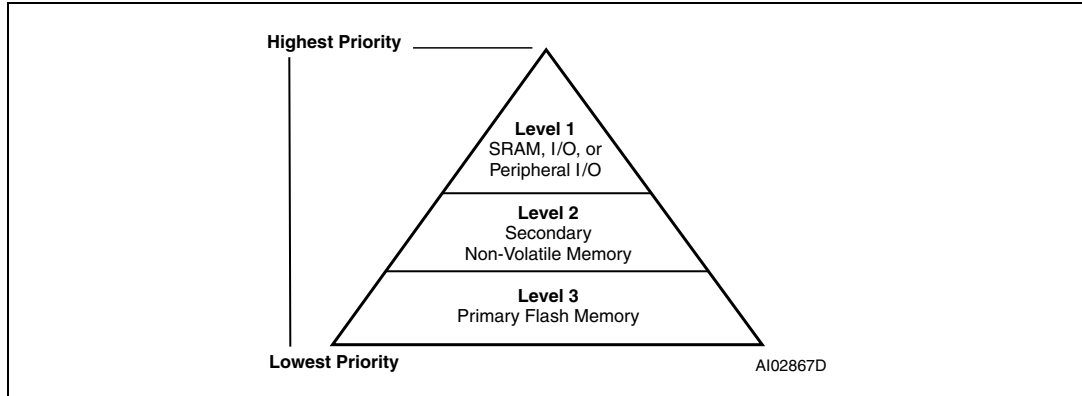 Highest Priority
Level 1
SRAM, I/O, or
Peripheral I/O
Level 2
Secondary
Non-Volatile Memory
Level 3
Primary Flash Memory
Lowest Priority
AI02867D